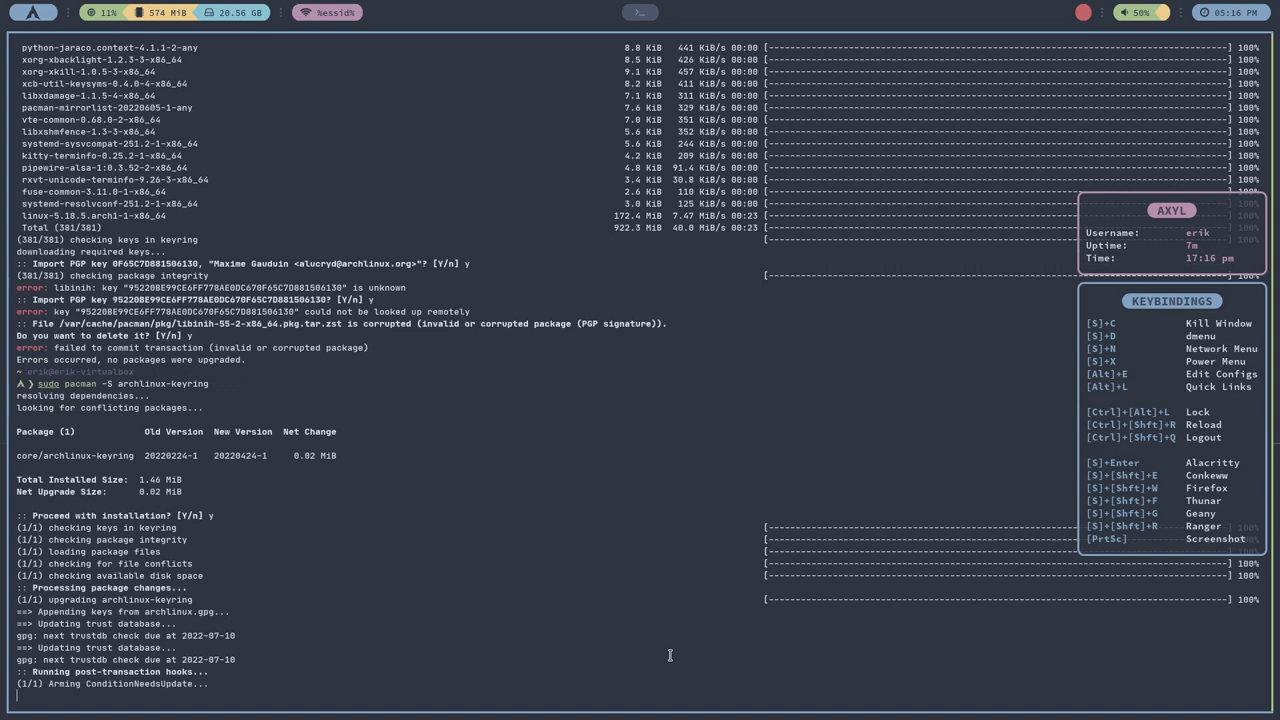 11% 574 MiB 20.56 GB %essid% >_ 50% 05:16 PM
python-jaraco.context-4.1.1-2-any 8.8 KiB 441 KiB/s 00:00 [----------] 100%
xorg-xbacklight-1.2.3-3-x86_64 8.5 KiB 426 KiB/s 00:00 [----------] 100%
xorg-xkill-1.0.5-3-x86_64 9.1 KiB 457 KiB/s 00:00 [----------] 100%
xcb-util-keysyms-0.4.0-4-x86_64 8.2 KiB 411 KiB/s 00:00 [----------] 100%
libxdamage-1.1.5-4-x86_64 7.1 KiB 311 KiB/s 00:00 [----------] 100%
pacman-mirrorlist-20220605-1-any 7.6 KiB 329 KiB/s 00:00 [----------] 100%
vte-common-0.68.0-2-x86_64 7.0 KiB 351 KiB/s 00:00 [----------] 100%
libxshmfence-1.3-3-x86_64 5.6 KiB 352 KiB/s 00:00 [----------] 100%
systemd-sysvcompat-251.2-1-x86_64 5.6 KiB 244 KiB/s 00:00 [----------] 100%
kitty-terminfo-0.25.2-1-x86_64 4.2 KiB 209 KiB/s 00:00 [----------] 100%
pipewire-alsa-1:0.3.52-2-x86_64 4.8 KiB 91.4 KiB/s 00:00 [----------] 100%
rxvt-unicode-terminfo-9.26-3-x86_64 3.4 KiB 30.8 KiB/s 00:00 [----------] 100%
fuse-common-3.11.0-1-x86_64 2.6 KiB 110 KiB/s 00:00 [----------] 100%
systemd-resolvconf-251.2-1-x86_64 3.0 KiB 125 KiB/s 00:00 [----------] 100%
linux-5.18.5.arch1-1-x86_64 172.4 MiB 7.47 MiB/s 00:23 [----------] 100%
Total (381/381) 922.3 MiB 40.0 MiB/s 00:23 [----------] 100%
(381/381) checking keys in keyring [----------] 100%
downloading required keys...
:: Import PGP key 0F65C7D881506130, "Maxime Gauduin <alucryd@archlinux.org>"? [Y/n] y
(381/381) checking package integrity [----------] 100%
error: libinih: key "95220BE99CE6FF778AE0DC670F65C7D881506130" is unknown
:: Import PGP key 95220BE99CE6FF778AE0DC670F65C7D881506130? [Y/n] y
error: key "95220BE99CE6FF778AE0DC670F65C7D881506130" could not be looked up remotely
:: File /var/cache/pacman/pkg/libinih-55-2-x86_64.pkg.tar.zst is corrupted (invalid or corrupted package (PGP signature)).
Do you want to delete it? [Y/n] y
error: failed to commit transaction (invalid or corrupted package)
Errors occurred, no packages were upgraded.
~ erik@erik-virtualbox
❯ sudo pacman -S archlinux-keyring
resolving dependencies...
looking for conflicting packages...
Package (1) Old Version New Version Net Change
core/archlinux-keyring 20220224-1 20220424-1 0.02 MiB
Total Installed Size: 1.46 MiB
Net Upgrade Size: 0.02 MiB
:: Proceed with installation? [Y/n] y
(1/1) checking keys in keyring [----------] 100%
(1/1) checking package integrity [----------] 100%
(1/1) loading package files [----------] 100%
(1/1) checking for file conflicts [----------] 100%
(1/1) checking available disk space [----------] 100%
:: Processing package changes...
(1/1) upgrading archlinux-keyring [----------] 100%
==> Appending keys from archlinux.gpg...
==> Updating trust database...
gpg: next trustdb check due at 2022-07-10
==> Updating trust database...
gpg: next trustdb check due at 2022-07-10
:: Running post-transaction hooks...
(1/1) Arming ConditionNeedsUpdate...
AXYL
Username: erik
Uptime: 7m
Time: 17:16 pm
KEYBINDINGS
[S]+C Kill Window
[S]+D dmenu
[S]+N Network Menu
[S]+X Power Menu
[Alt]+E Edit Configs
[Alt]+L Quick Links
[Ctrl]+[Alt]+L Lock
[Ctrl]+[Shft]+R Reload
[Ctrl]+[Shft]+Q Logout
[S]+Enter Alacritty
[S]+[Shft]+E Conkeww
[S]+[Shft]+W Firefox
[S]+[Shft]+F Thunar
[S]+[Shft]+G Geany
[S]+[Shft]+R Ranger
[PrtSc] Screenshot